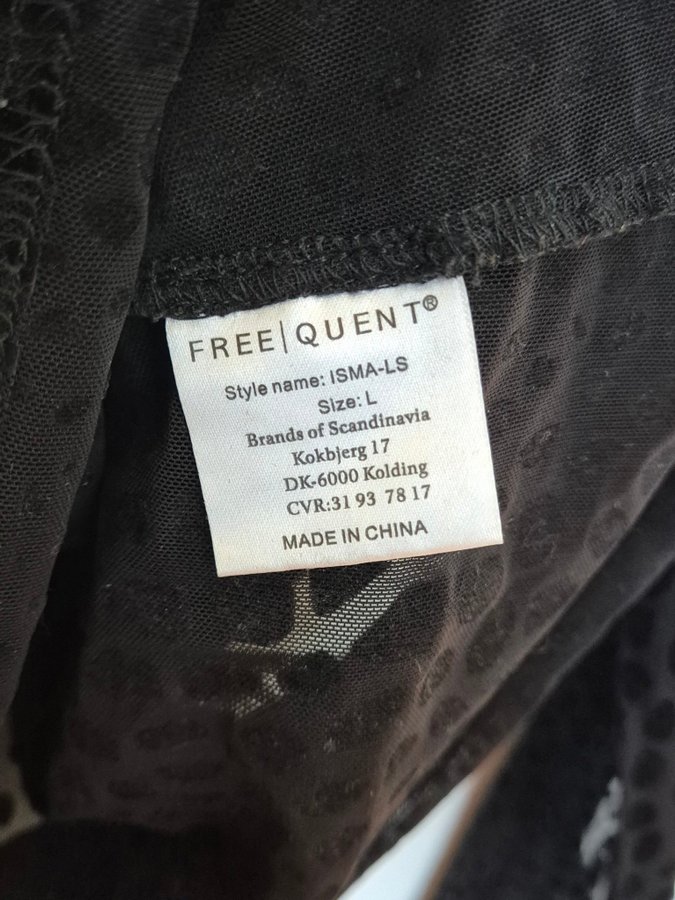 FREE|QUENT®
Style name: ISMA-LS
Size: L
Brands of Scandinavia
Kokbjerg 17
DK-6000 Kolding
CVR:31 93 78 17
MADE IN CHINA